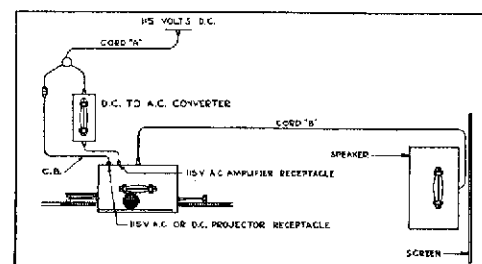 115 VOLTS D.C.
CORD "A"
D.C. TO A.C. CONVERTER
CORD "B"
SPEAKER
C.B.
115 V A.C AMPLIFIER RECEPTACLE
115 V A.C. OR D.C. PROJECTOR RECEPTACLE
SCREEN